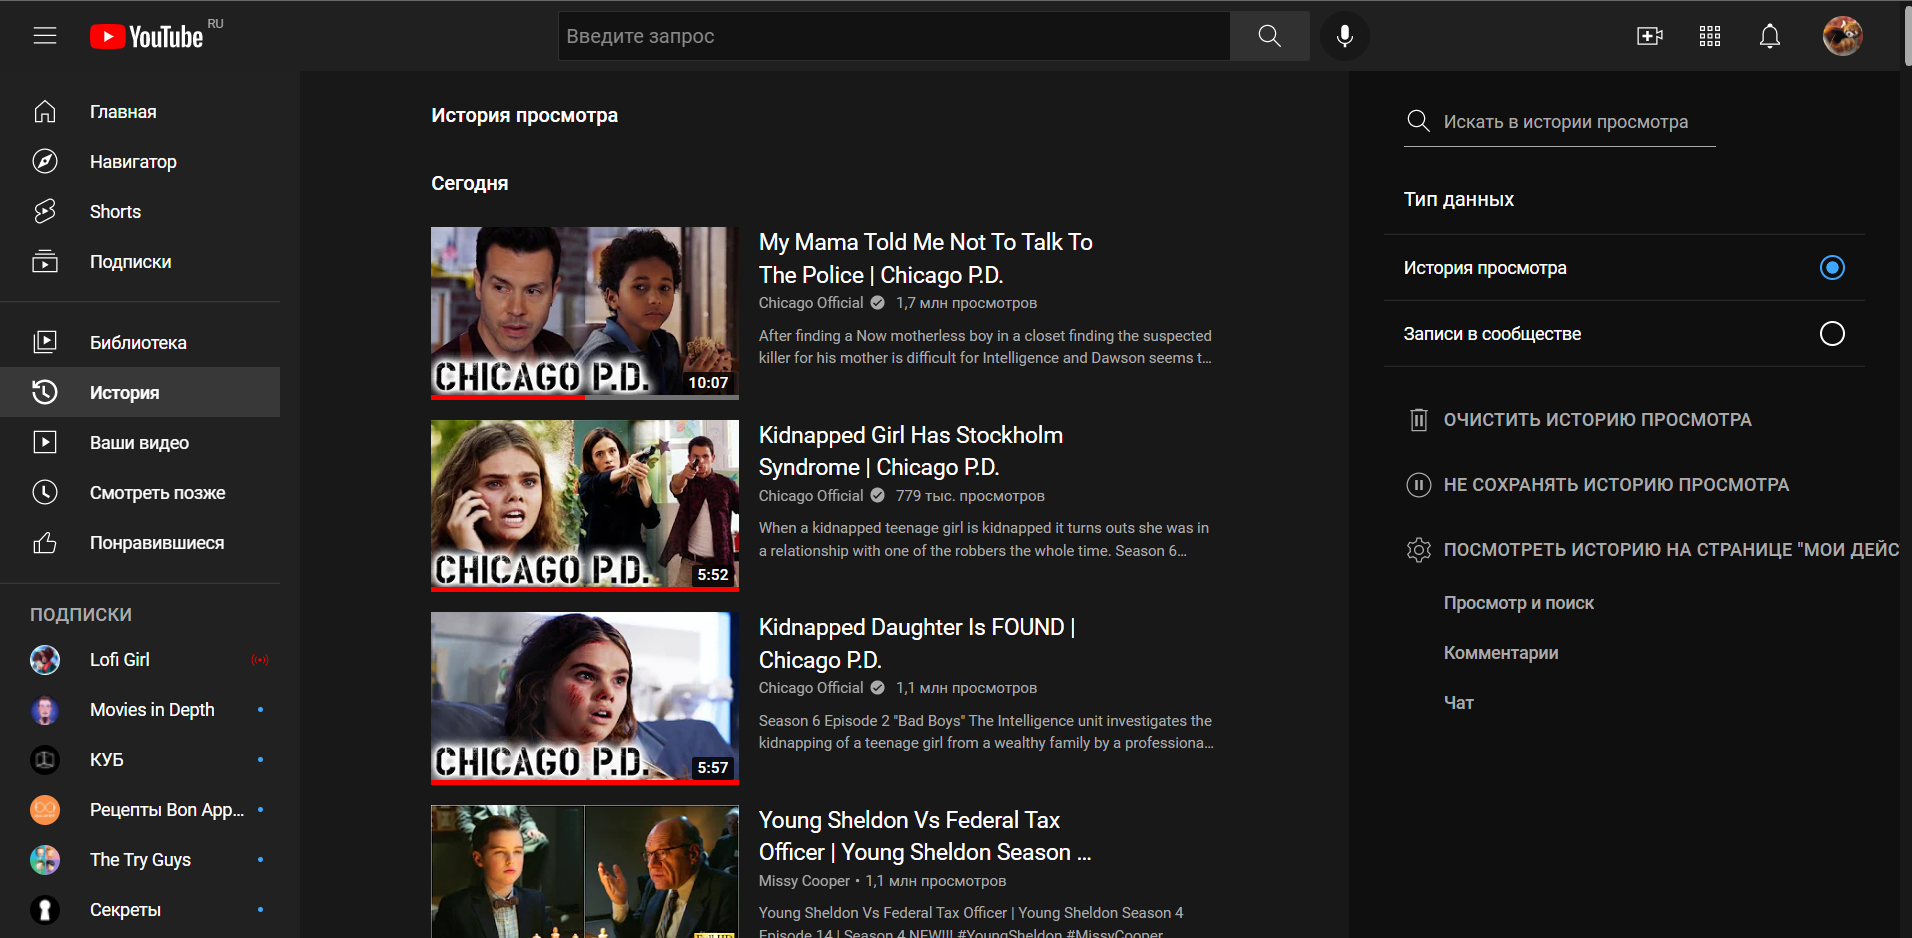 YouTube RU
Введите запрос
Главная
Навигатор
Shorts
Подписки
Библиотека
История
Ваши видео
Смотреть позже
Понравившиеся
ПОДПИСКИ
Lofi Girl
Movies in Depth
КУБ
Рецепты Bon App...
The Try Guys
Секреты
История просмотра
Сегодня
CHICAGO P.D.
10:07
My Mama Told Me Not To Talk To
The Police | Chicago P.D.
Chicago Official 1,7 млн просмотров
After finding a Now motherless boy in a closet finding the suspected
killer for his mother is difficult for Intelligence and Dawson seems t...
CHICAGO P.D.
5:52
Kidnapped Girl Has Stockholm
Syndrome | Chicago P.D.
Chicago Official 779 тыс. просмотров
When a kidnapped teenage girl is kidnapped it turns outs she was in
a relationship with one of the robbers the whole time. Season 6...
CHICAGO P.D.
5:57
Kidnapped Daughter Is FOUND |
Chicago P.D.
Chicago Official 1,1 млн просмотров
Season 6 Episode 2 "Bad Boys" The Intelligence unit investigates the
kidnapping of a teenage girl from a wealthy family by a professiona...
Young Sheldon Vs Federal Tax
Officer | Young Sheldon Season ...
Missy Cooper • 1,1 млн просмотров
Young Sheldon Vs Federal Tax Officer | Young Sheldon Season 4
Episode 14 | Season 4 NEW!!! #YoungSheldon #MissyCooper
Искать в истории просмотра
Тип данных
История просмотра
Записи в сообществе
ОЧИСТИТЬ ИСТОРИЮ ПРОСМОТРА
НЕ СОХРАНЯТЬ ИСТОРИЮ ПРОСМОТРА
ПОСМОТРЕТЬ ИСТОРИЮ НА СТРАНИЦЕ "МОИ ДЕЙС
Просмотр и поиск
Комментарии
Чат